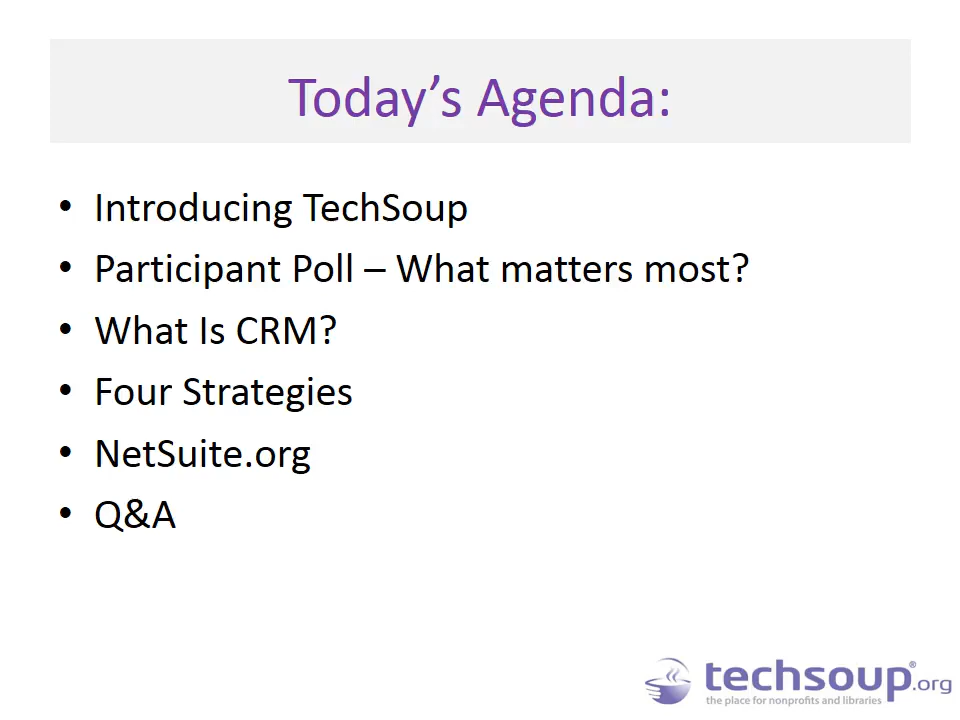 Today's Agenda:
• Introducing TechSoup
• Participant Poll – What matters most?
• What Is CRM?
• Four Strategies
• NetSuite.org
• Q&A
techsoup®.org
the place for nonprofits and libraries